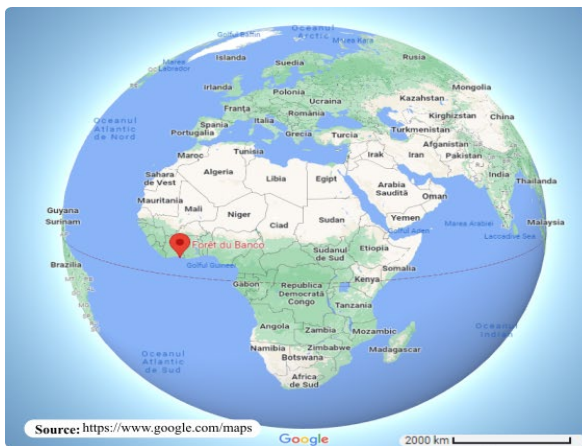 Oceanul
Arctic
Golful Baffin
Marea Kara
Marea
Labrador
Islanda
Suedia
Rusia
Irlanda
Polonia
Ucraina
Kazahstan
Mongolia
Franța
România
Kirghizstan
China
Oceanul
Atlantic
de Nord
Spania
Italia
Portugalia
Grecia
Turcia
Turkmenistan
Afganistan
Maroc
Tunisia
Irak
Iran
Pakistan
Sahara
de Vest
Algeria
Libia
Egipt
Arabia
Saudită
India
Oman
Thailanda
Mauritania
Mali
Niger
Ciad
Sudan
Yemen
Marea Arabiei
Guyana
Surinam
Golful Aden
Laccadive Sea
Malaysia
Forêt du Banco
Sudanul
de Sud
Etiopia
Somalia
Brazilia
Golful Guineei
Gabon
Republica
Democrată
Congo
Kenya
Tanzania
Oceanul
Indian
Angola
Zambia
Mozambic
Zimbabwe
Madagascar
Namibia
Botswana
Oceanul
Atlantic
de Sud
Africa
de Sud
Source: https://www.google.com/maps
Google
2000 km